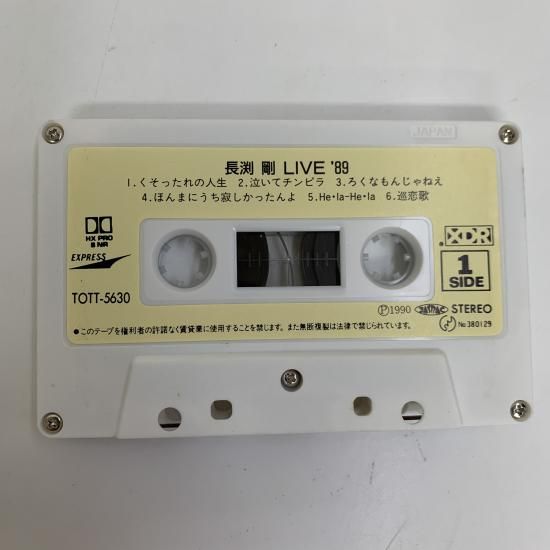 JAPAN
長渕 剛 LIVE '89
1.くそったれの人生 2.泣いてチンピラ 3.ろくなもんじゃねえ
4.ほんまにうち寂しかったんよ 5.He•la-He•la 6.巡恋歌
HX PRO
B NR
EXPRESS
TOTT-5630
XDR
1
SIDE
Ⓟ1990 JASRAC STEREO
No380129
●このテープを権利者の許諾なく賃貸業に使用することを禁じます。また無断複製は法律で禁じられています。